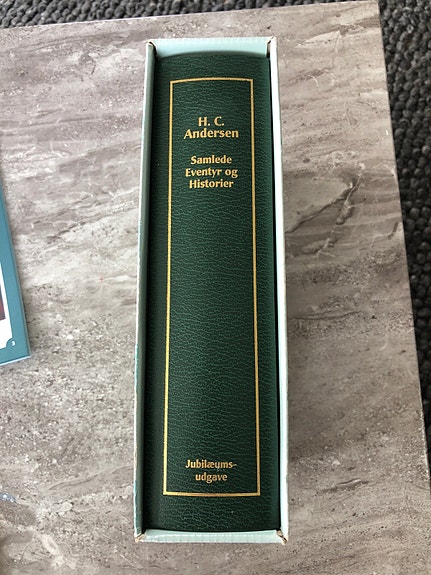 H. C.
Andersen
Samlede
Eventyr og
Historier
Jubilæums-
udgave